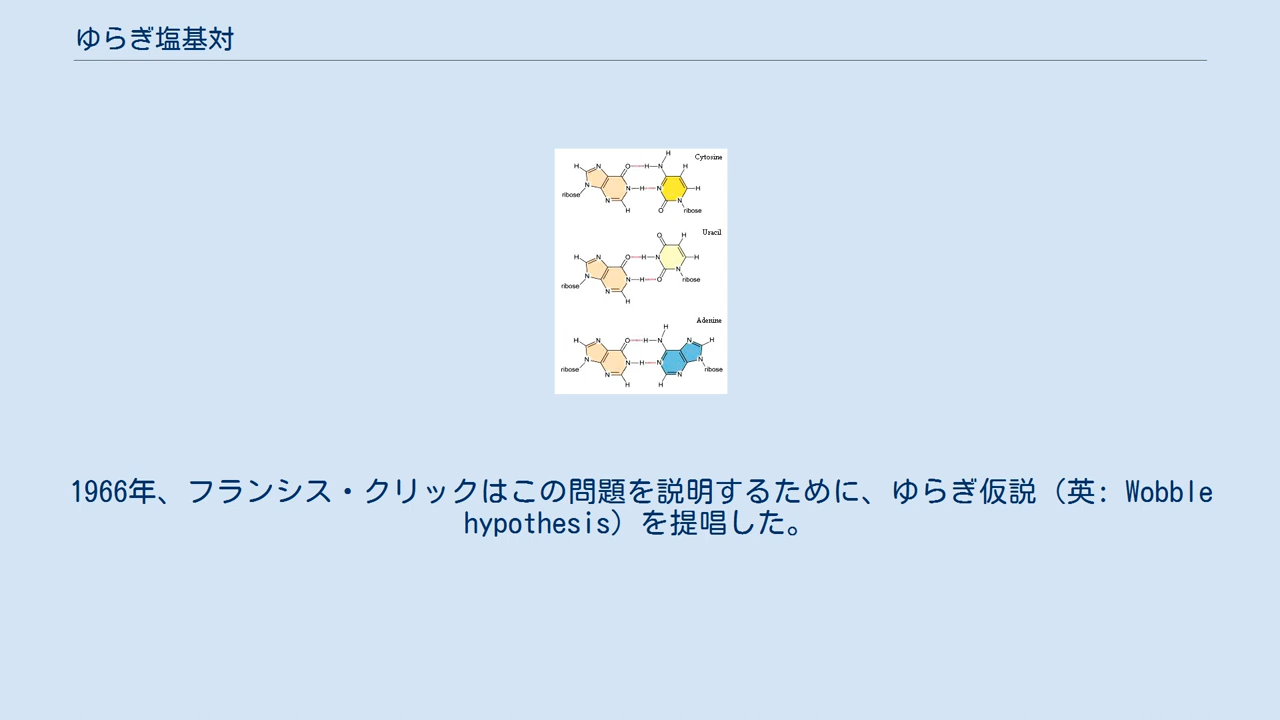 ゆらぎ塩基対
Cytosine
H
H N O H N H
N N H N H
ribose N O N ribose
H
Uracil
O H
H N O H N H
N N H O N ribose
ribose N
H
Adenine
H
H N O H N N H
N N H N N
ribose N N ribose
H H
1966年、フランシス・クリックはこの問題を説明するために、ゆらぎ仮説（英: Wobble
hypothesis）を提唱した。